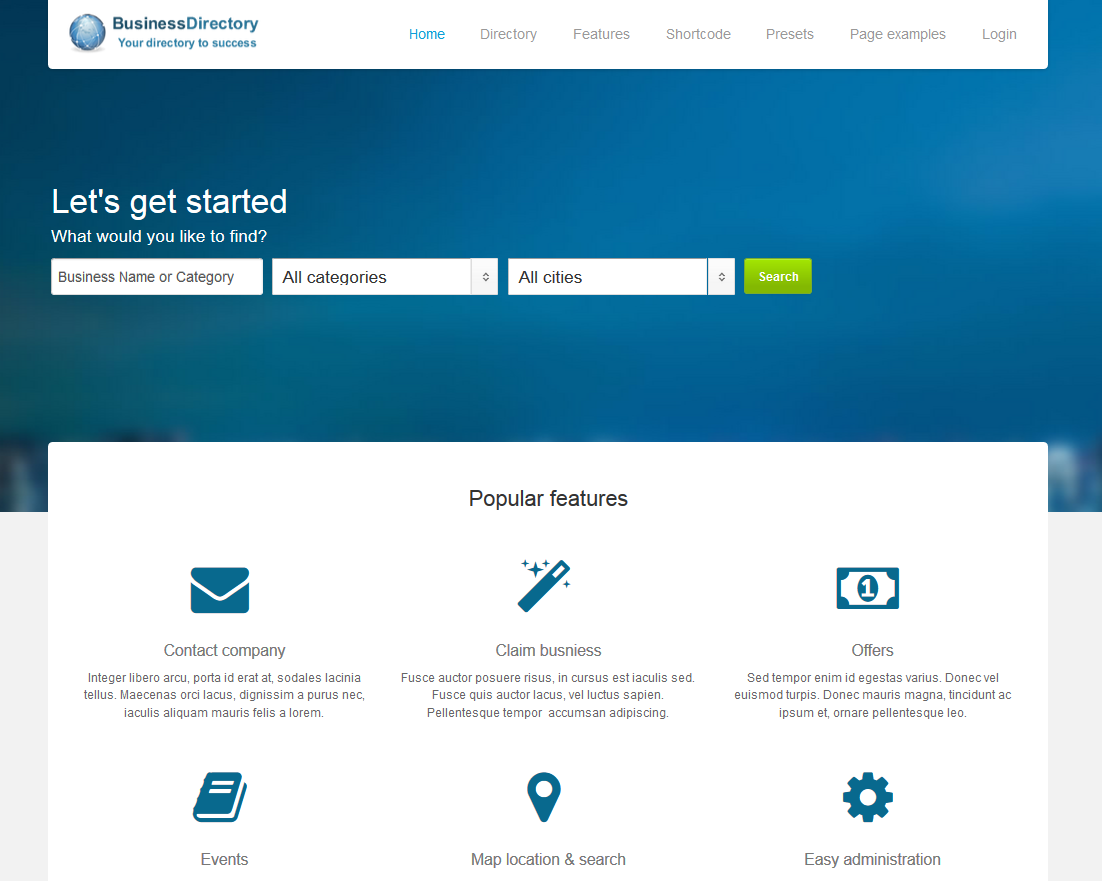 BusinessDirectory
Your directory to success
Home Directory Features Shortcode Presets Page examples Login
Let's get started
What would you like to find?
Business Name or Category All categories All cities Search
Popular features
1
Contact company Claim busniess Offers
Integer libero arcu, porta id erat at, sodales lacinia
tellus. Maecenas orci lacus, dignissim a purus nec,
iaculis aliquam mauris felis a lorem.
Fusce auctor posuere risus, in cursus est iaculis sed.
Fusce quis auctor lacus, vel luctus sapien.
Pellentesque tempor accumsan adipiscing.
Sed tempor enim id egestas varius. Donec vel
euismod turpis. Donec mauris magna, tincidunt ac
ipsum et, ornare pellentesque leo.
Events Map location & search Easy administration